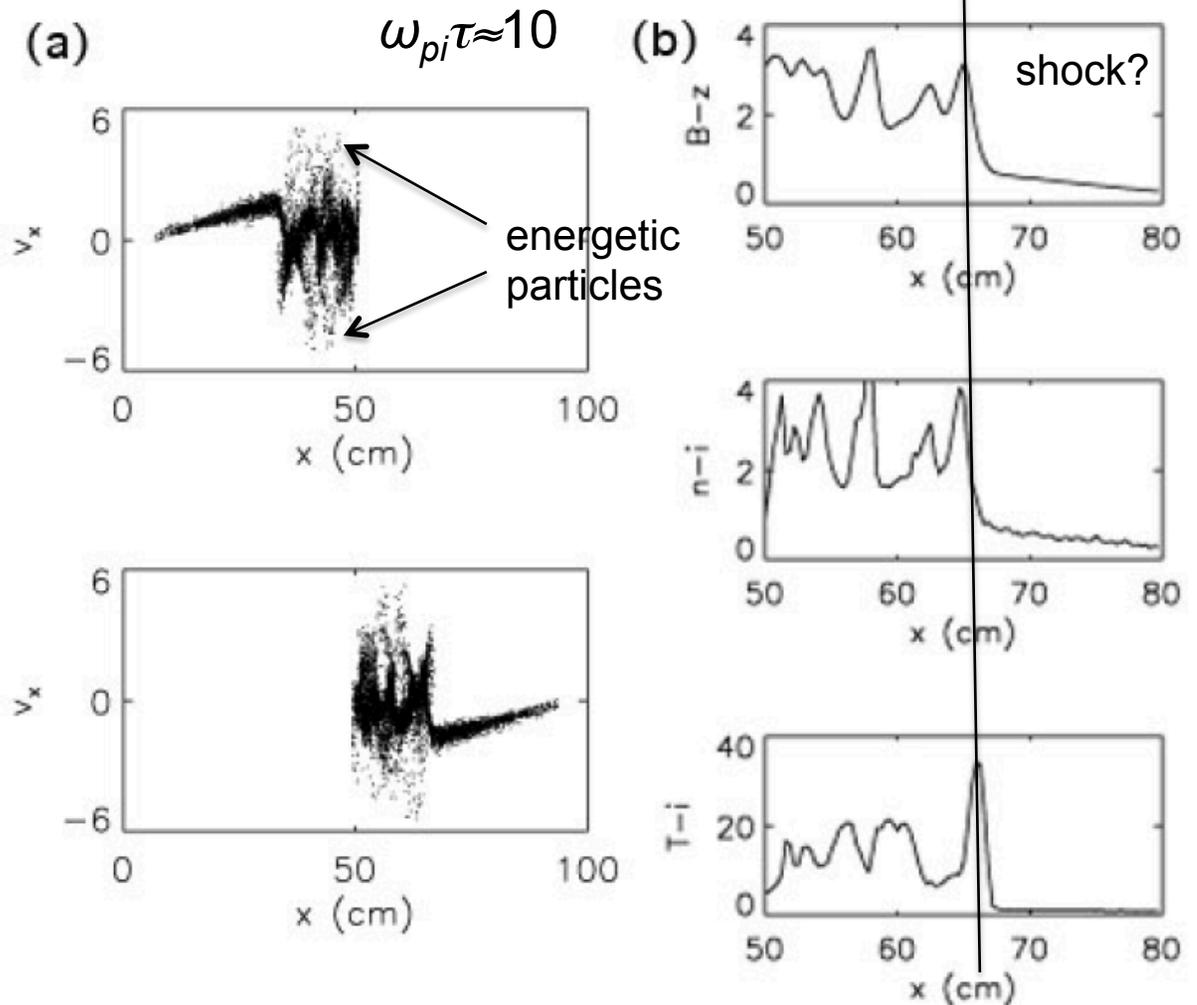 (a)
ω_{pi}τ≈10
6
0
−6
v_x
0 50 100
x (cm)
energetic
particles
6
0
−6
v_x
0 50 100
x (cm)
(b)
shock?
4
2
0
B−z
50 60 70 80
x (cm)
4
2
0
n−i
50 60 70 80
x (cm)
40
20
0
T−i
50 60 70 80
x (cm)